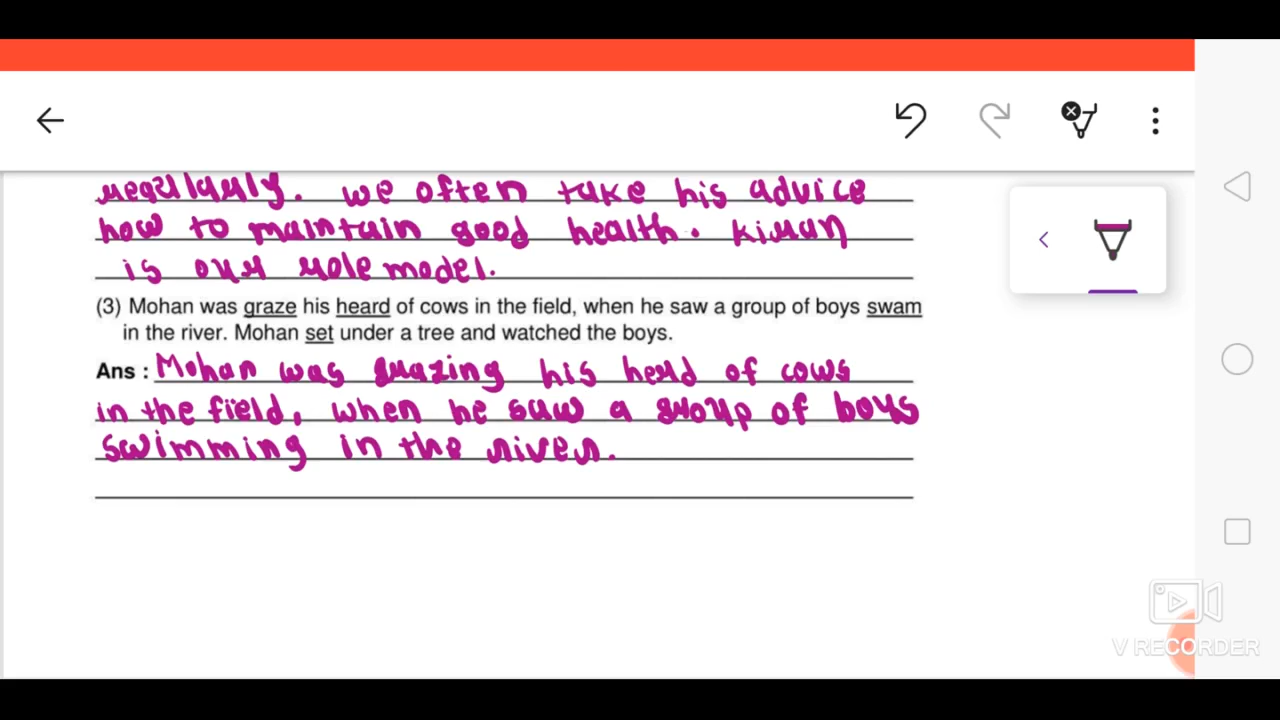 regularly. we often take his advice
how to maintain good health. Kiran
is our role model.
(3) Mohan was graze his heard of cows in the field, when he saw a group of boys swam
in the river. Mohan set under a tree and watched the boys.
Ans : Mohan was grazing his herd of cows
in the field, when he saw a group of boys
swimming in the river.
V RECORDER